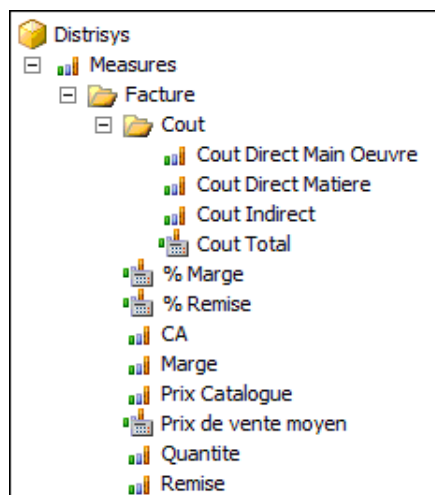 Distrisys
Measures
Facture
Cout
Cout Direct Main Oeuvre
Cout Direct Matiere
Cout Indirect
Cout Total
% Marge
% Remise
CA
Marge
Prix Catalogue
Prix de vente moyen
Quantite
Remise